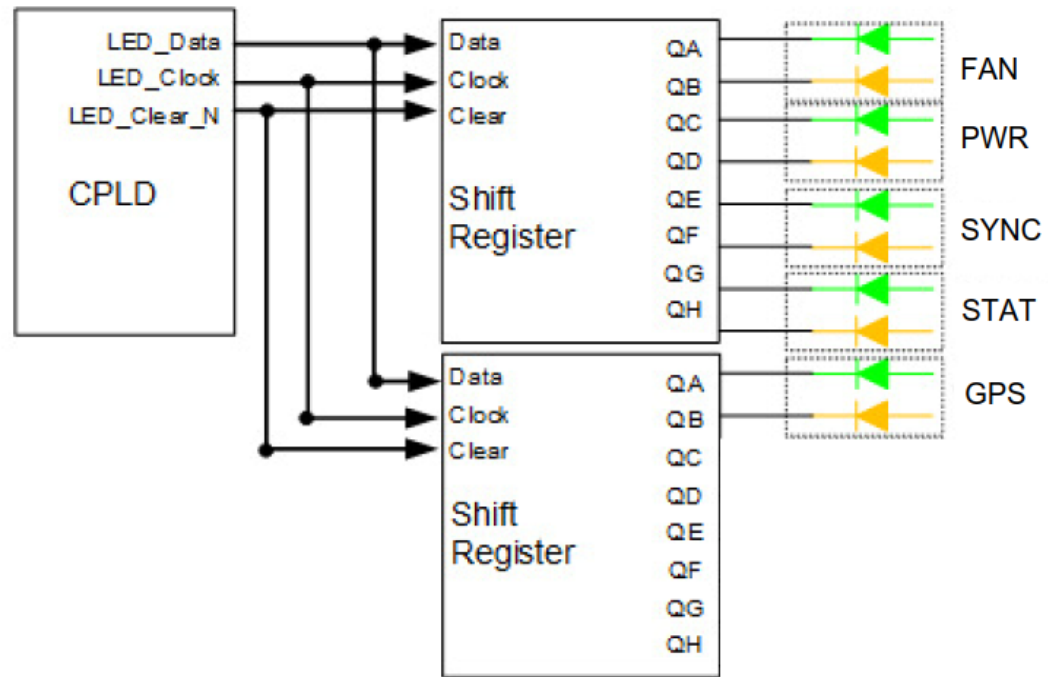 LED_Data
LED_Clock
LED_Clear_N
CPLD
Data
Clock
Clear
Shift
Register
QA
QB
QC
QD
QE
QF
QG
QH
FAN
PWR
SYNC
STAT
GPS
Data
Clock
Clear
Shift
Register
QA
QB
QC
QD
QE
QF
QG
QH